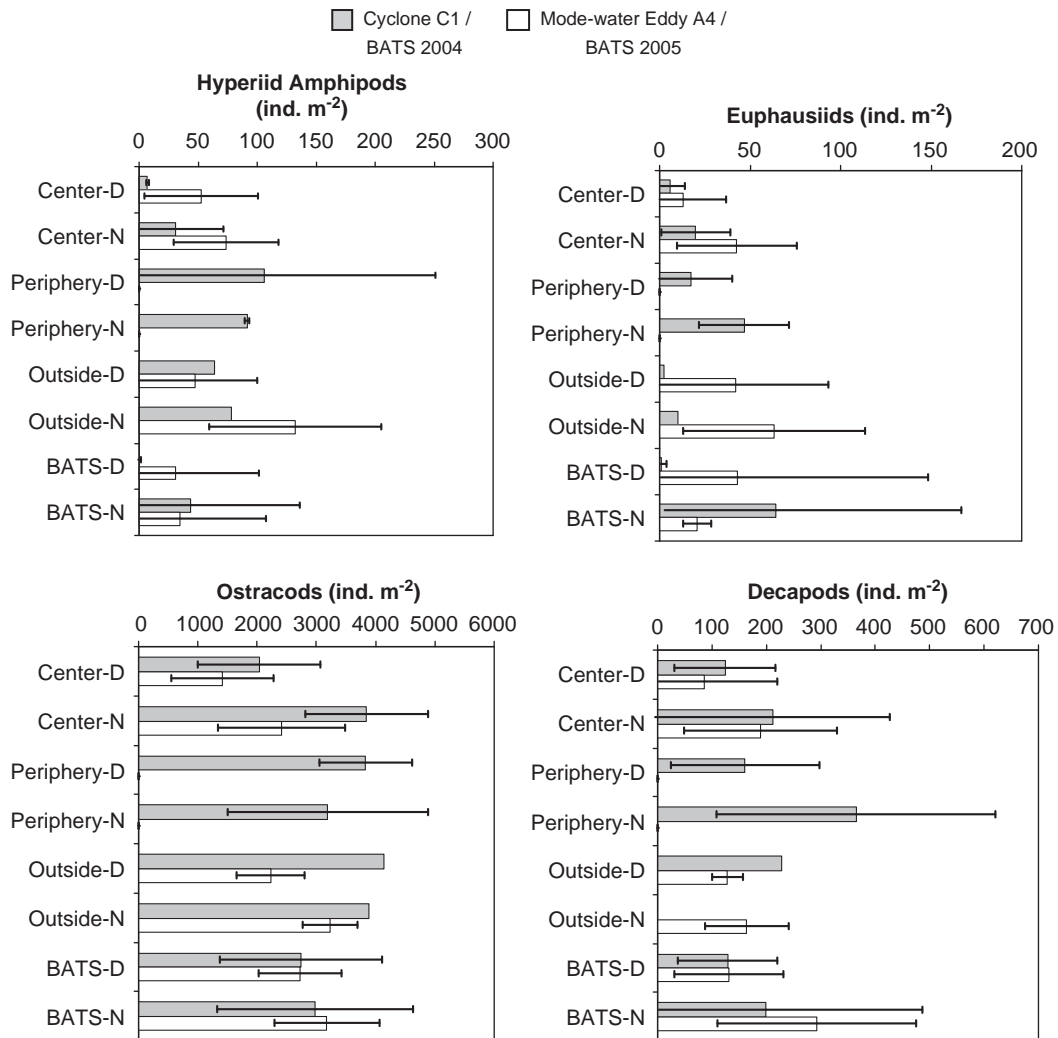 Cyclone C1 /
BATS 2004
Mode-water Eddy A4 /
BATS 2005
Hyperiid Amphipods
(ind. m-2)
0 50 100 150 200 250 300
Center-D
Center-N
Periphery-D
Periphery-N
Outside-D
Outside-N
BATS-D
BATS-N
Euphausiids (ind. m-2)
0 50 100 150 200
Center-D
Center-N
Periphery-D
Periphery-N
Outside-D
Outside-N
BATS-D
BATS-N
Ostracods (ind. m-2)
0 1000 2000 3000 4000 5000 6000
Center-D
Center-N
Periphery-D
Periphery-N
Outside-D
Outside-N
BATS-D
BATS-N
Decapods (ind. m-2)
0 100 200 300 400 500 600 700
Center-D
Center-N
Periphery-D
Periphery-N
Outside-D
Outside-N
BATS-D
BATS-N